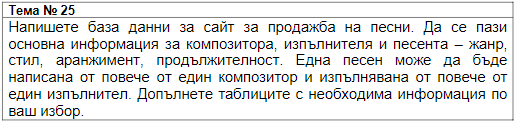 Тема № 25
Напишете база данни за сайт за продажба на песни. Да се пази
основна информация за композитора, изпълнителя и песента – жанр,
стил, аранжимент, продължителност. Една песен може да бъде
написана от повече от един композитор и изпълнявана от повече от
един изпълнител. Допълнете таблиците с необходима информация по
ваш избор.